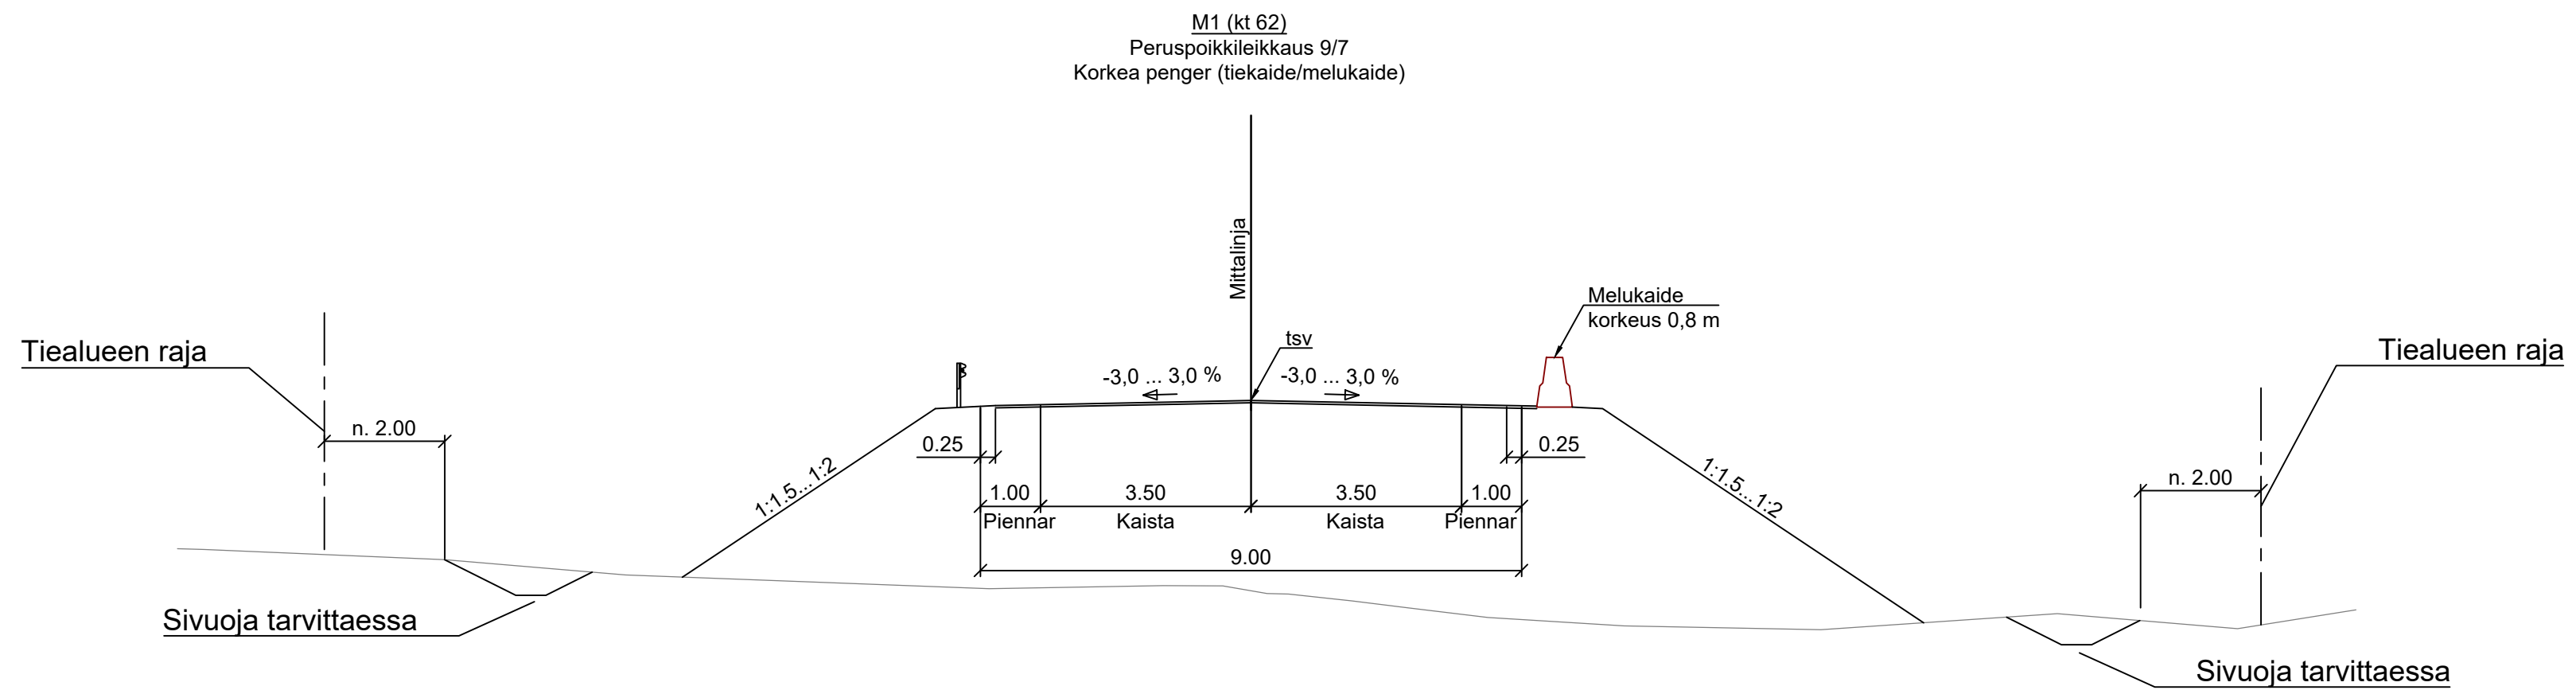 M1 (kt 62)
Peruspoikkileikkaus 9/7
Korkea penger (tiekaide/melukaide)
Mittalinja
Melukaide
korkeus 0,8 m
tsv
Tiealueen raja
Tiealueen raja
-3,0 ... 3,0 %
-3,0 ... 3,0 %
n. 2.00
0.25
0.25
1:1.5...1:2
1:1.5...1:2
n. 2.00
1.00
3.50
3.50
1.00
Piennar
Kaista
Kaista
Piennar
9.00
Sivuoja tarvittaessa
Sivuoja tarvittaessa